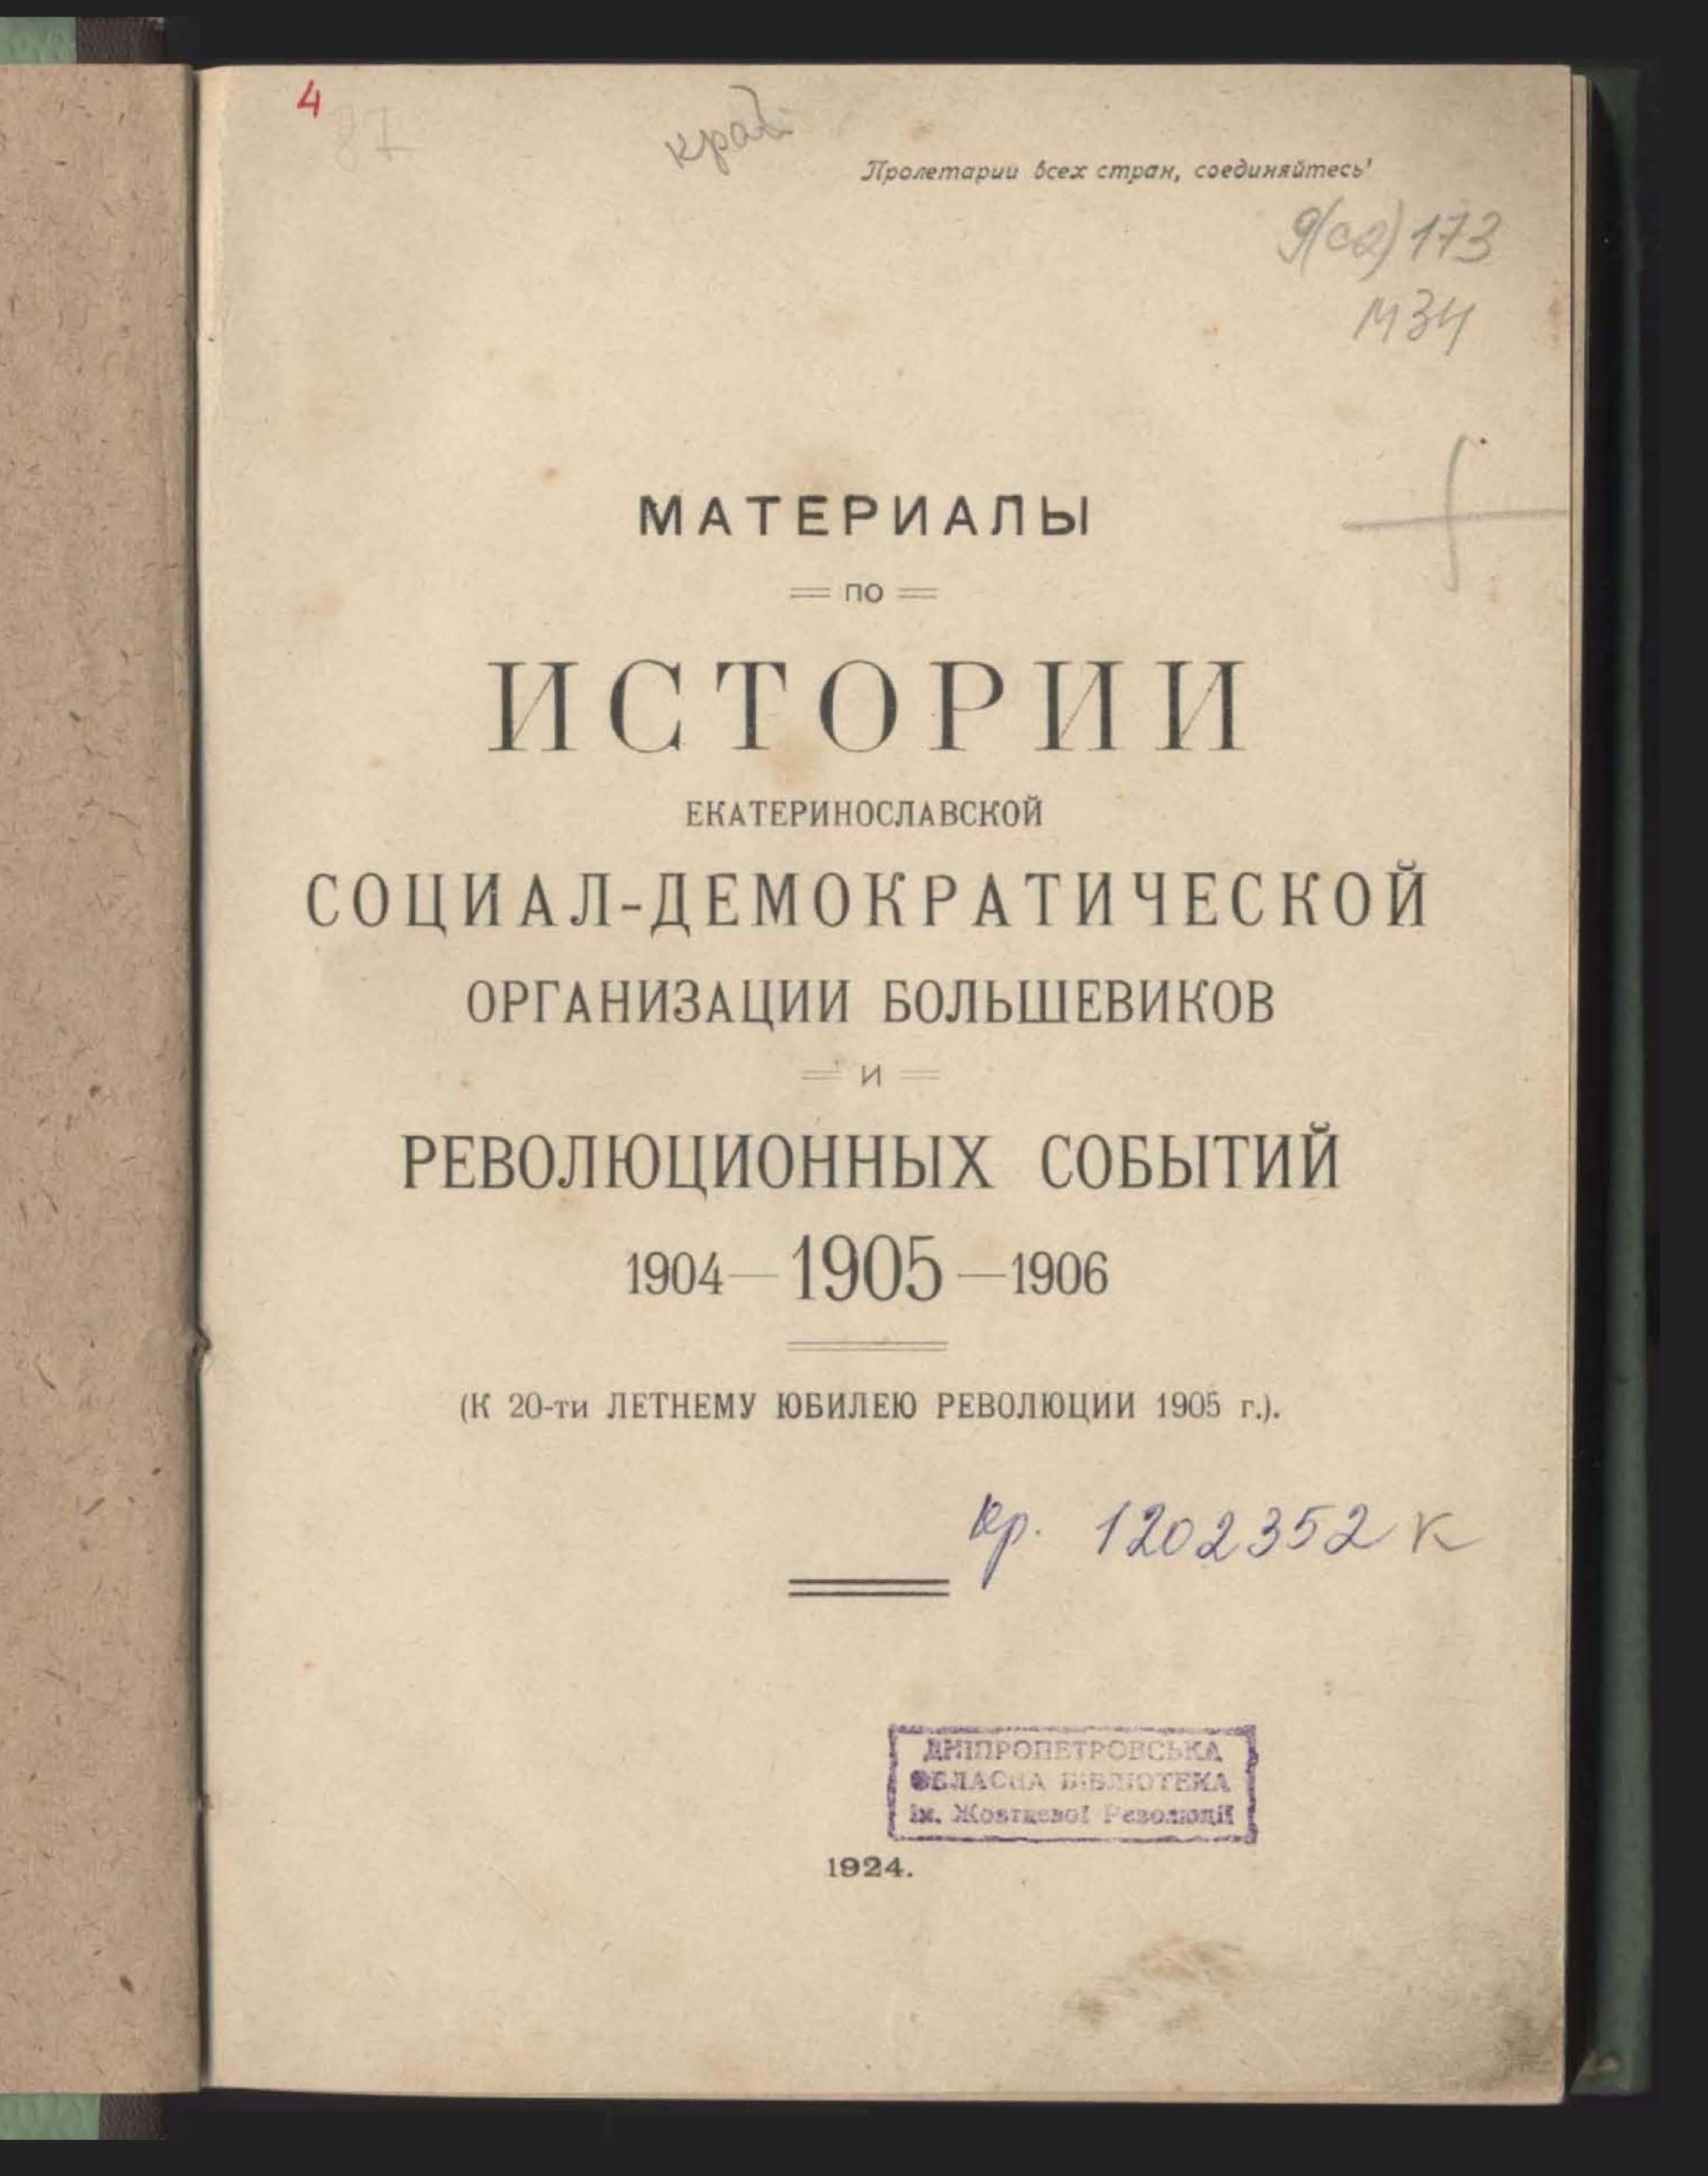 4
87
край
Пролетарии всех стран, соединяйтесь!
9(с2)173
М34
МАТЕРИАЛЫ
ПО
ИСТОРИИ
ЕКАТЕРИНОСЛАВСКОЙ
СОЦИАЛ-ДЕМОКРАТИЧЕСКОЙ
ОРГАНИЗАЦИИ БОЛЬШЕВИКОВ
И
РЕВОЛЮЦИОННЫХ СОБЫТИЙ
1904—1905—1906
(К 20-ти ЛЕТНЕМУ ЮБИЛЕЮ РЕВОЛЮЦИИ 1905 г.).
кр. 1202352 к
ДНІПРОПЕТРОВСЬКА
ОБЛАСНА БІБЛІОТЕКА
ім. Жовтневої Революції
1924.